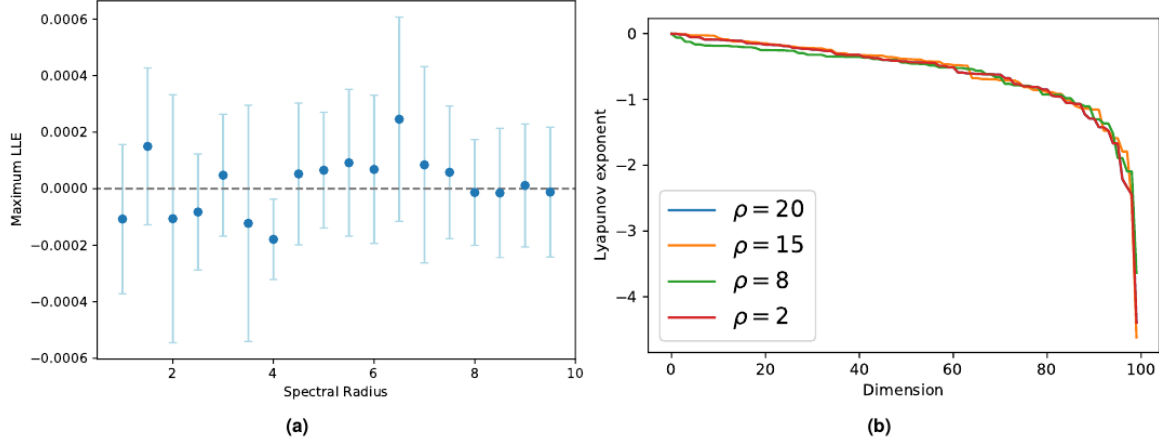 0.0006
0.0004
0.0002
0.0000
−0.0002
−0.0004
−0.0006
Maximum LLE
2
4
6
8
10
Spectral Radius
(a)
0
−1
−2
−3
−4
Lyapunov exponent
ρ = 20
ρ = 15
ρ = 8
ρ = 2
0
20
40
60
80
100
Dimension
(b)